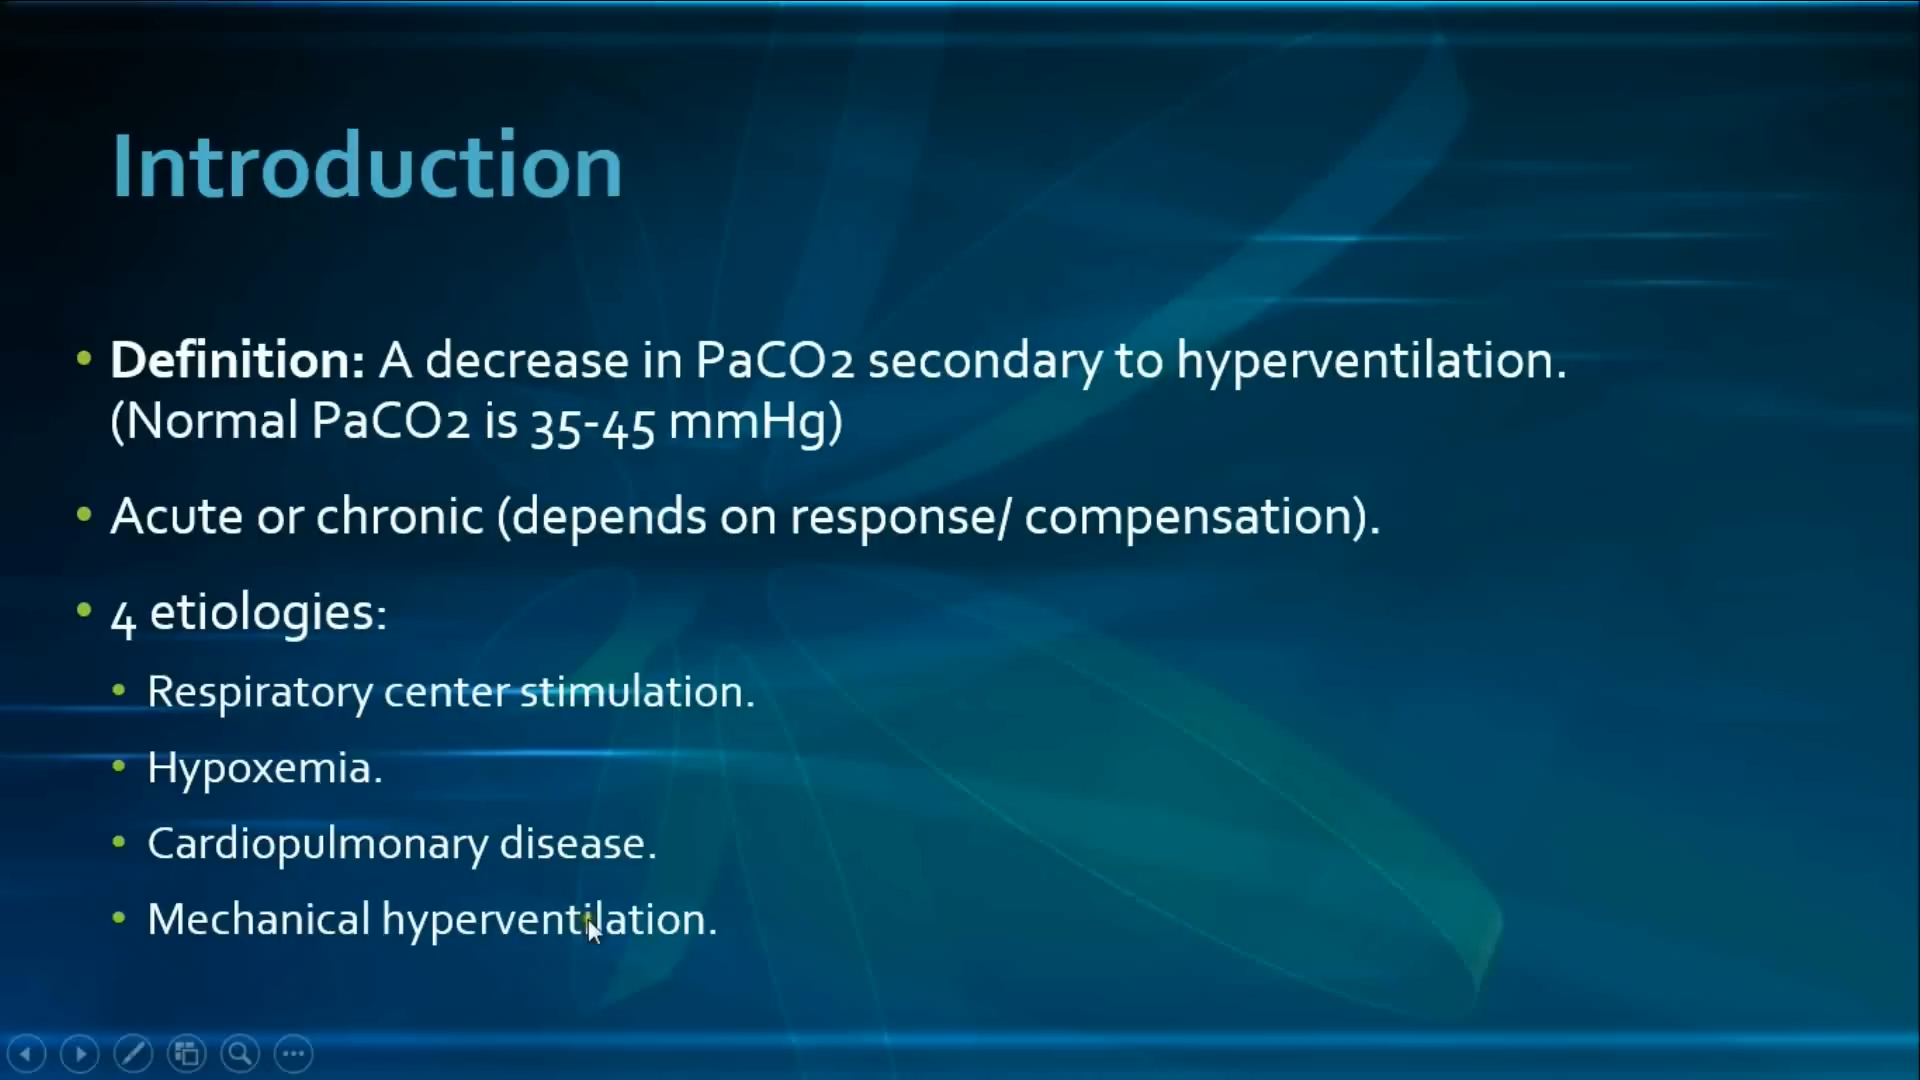 Introduction
• Definition: A decrease in PaCO2 secondary to hyperventilation.
(Normal PaCO2 is 35-45 mmHg)
• Acute or chronic (depends on response/ compensation).
• 4 etiologies:
• Respiratory center stimulation.
• Hypoxemia.
• Cardiopulmonary disease.
• Mechanical hyperventilation.